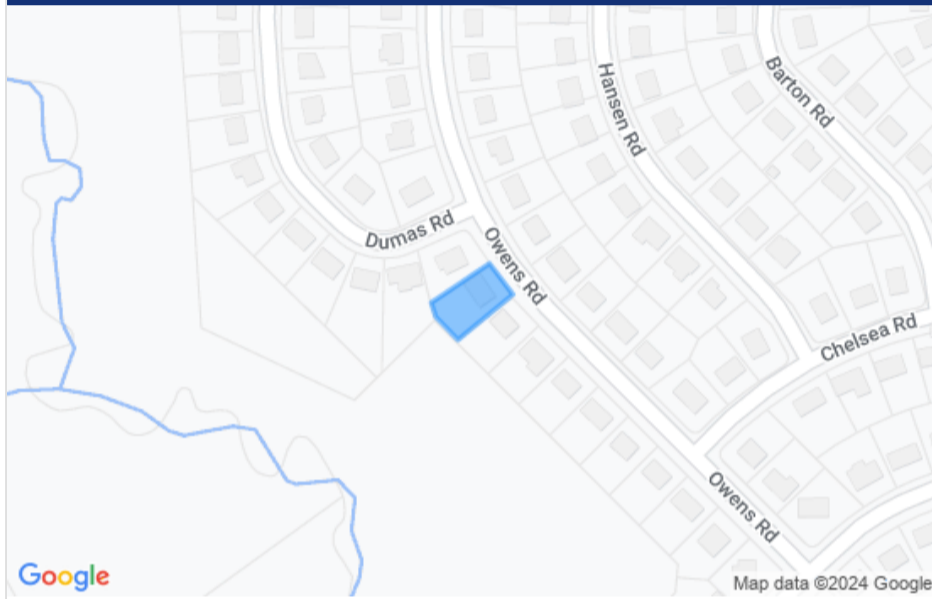 Hansen Rd
Barton Rd
Dumas Rd
Owens Rd
Chelsea Rd
Owens Rd
Google
Map data ©2024 Google